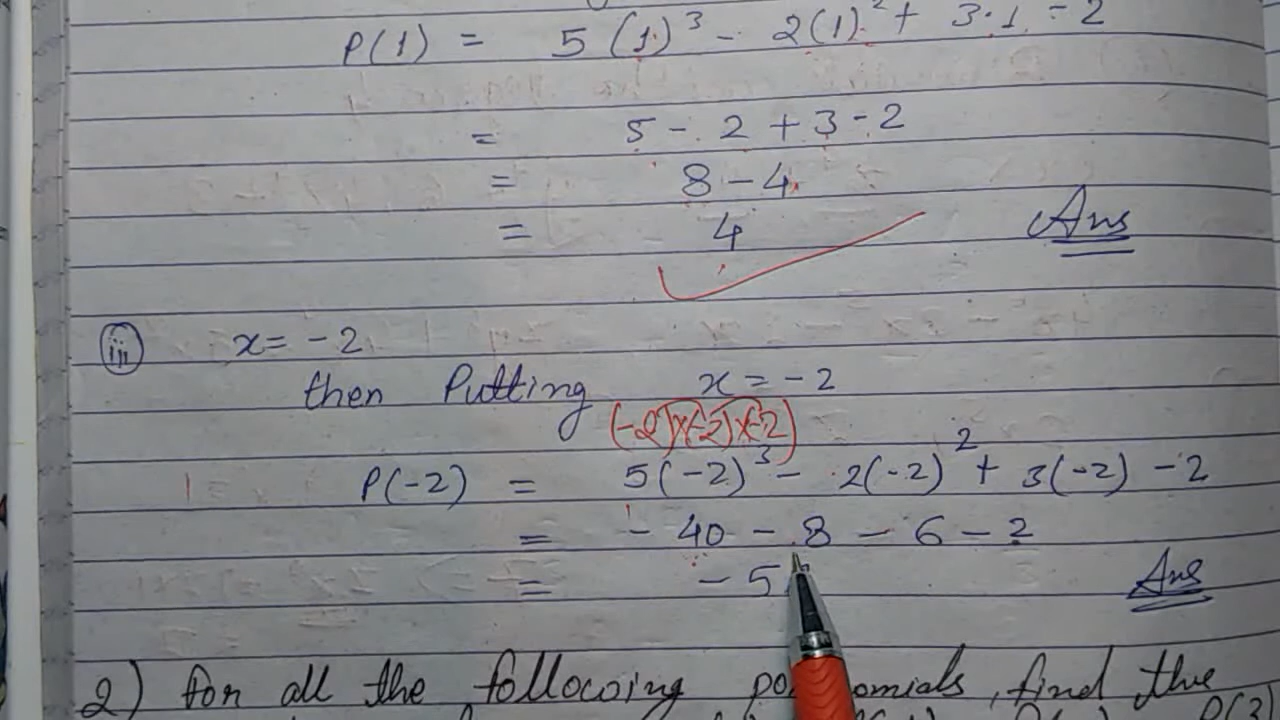 P(1) = 5(1)³ - 2(1)² + 3·1 - 2
= 5 - 2 + 3 - 2
= 8 - 4
= 4 Ans
(iii) x = -2
then Putting x = -2
(-2)×(-2)×(-2)
P(-2) = 5(-2)³ - 2(-2)² + 3(-2) - 2
= - 40 - 8 - 6 - 2
= - 5 Ans
2) for all the following, find the